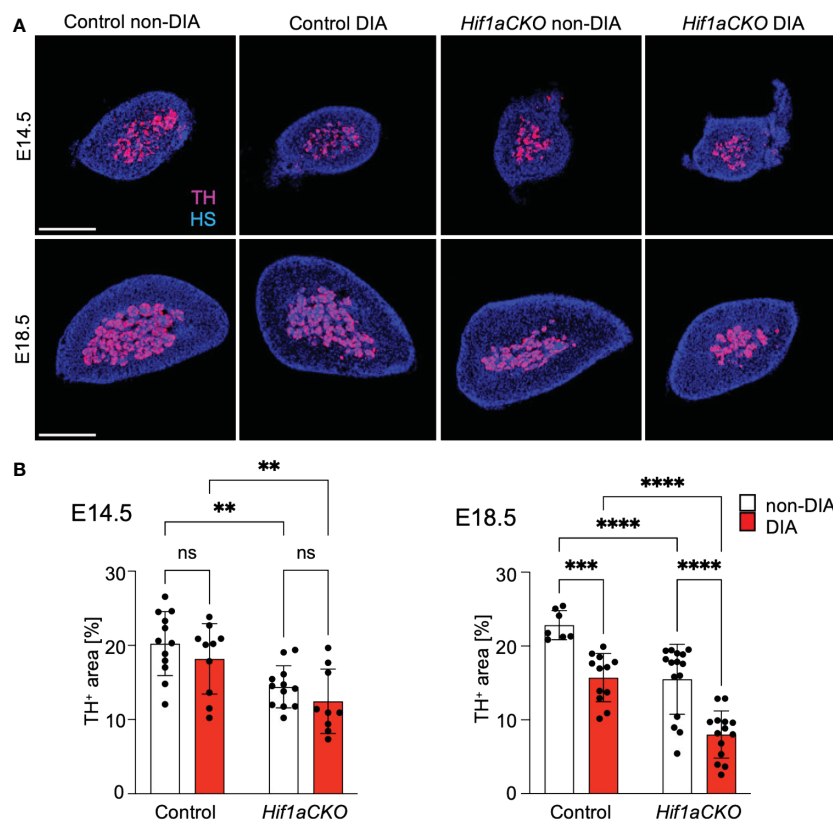 A
Control non-DIA
Control DIA
Hif1aCKO non-DIA
Hif1aCKO DIA
E14.5
TH
HS
E18.5
B
E14.5
**
**
ns
ns
TH⁺ area [%]
30
20
10
0
Control
Hif1aCKO
E18.5
****
****
***
****
non-DIA
DIA
TH⁺ area [%]
30
20
10
0
Control
Hif1aCKO